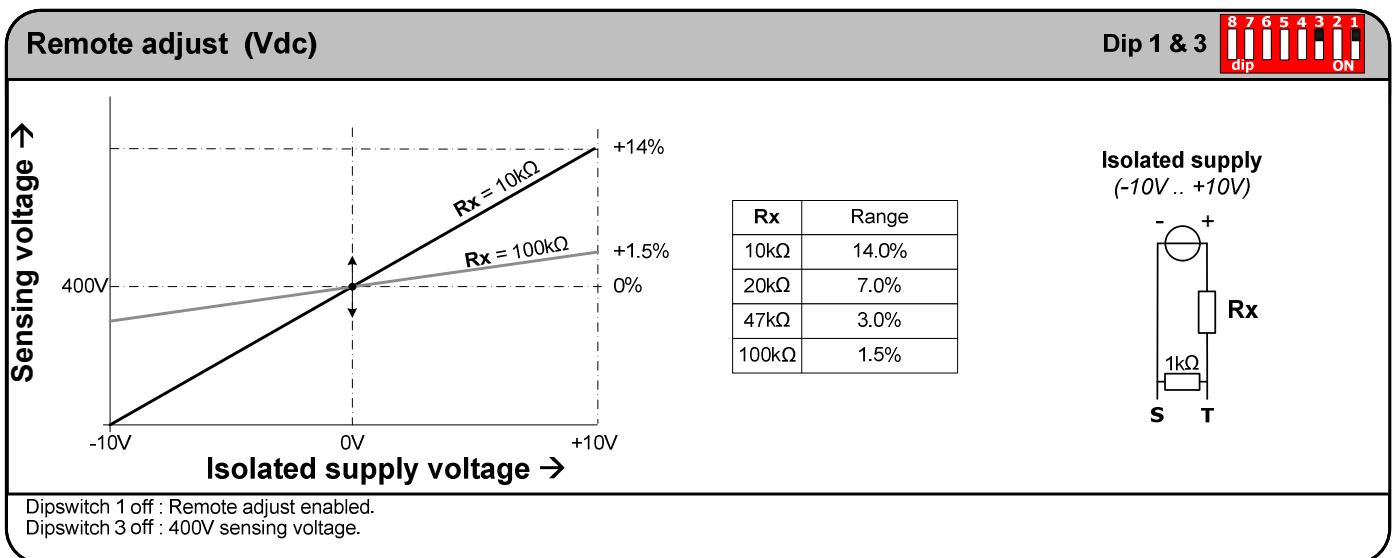 Remote adjust (Vdc)
Dip 1 & 3
8 7 6 5 4 3 2 1
dip ON
Sensing voltage →
400V
Rx = 10kΩ
Rx = 100kΩ
+14%
+1.5%
0%
-10V 0V +10V
Isolated supply voltage →
Rx Range
10kΩ 14.0%
20kΩ 7.0%
47kΩ 3.0%
100kΩ 1.5%
Isolated supply
(-10V .. +10V)
- +
Rx
1kΩ
S T
Dipswitch 1 off : Remote adjust enabled.
Dipswitch 3 off : 400V sensing voltage.